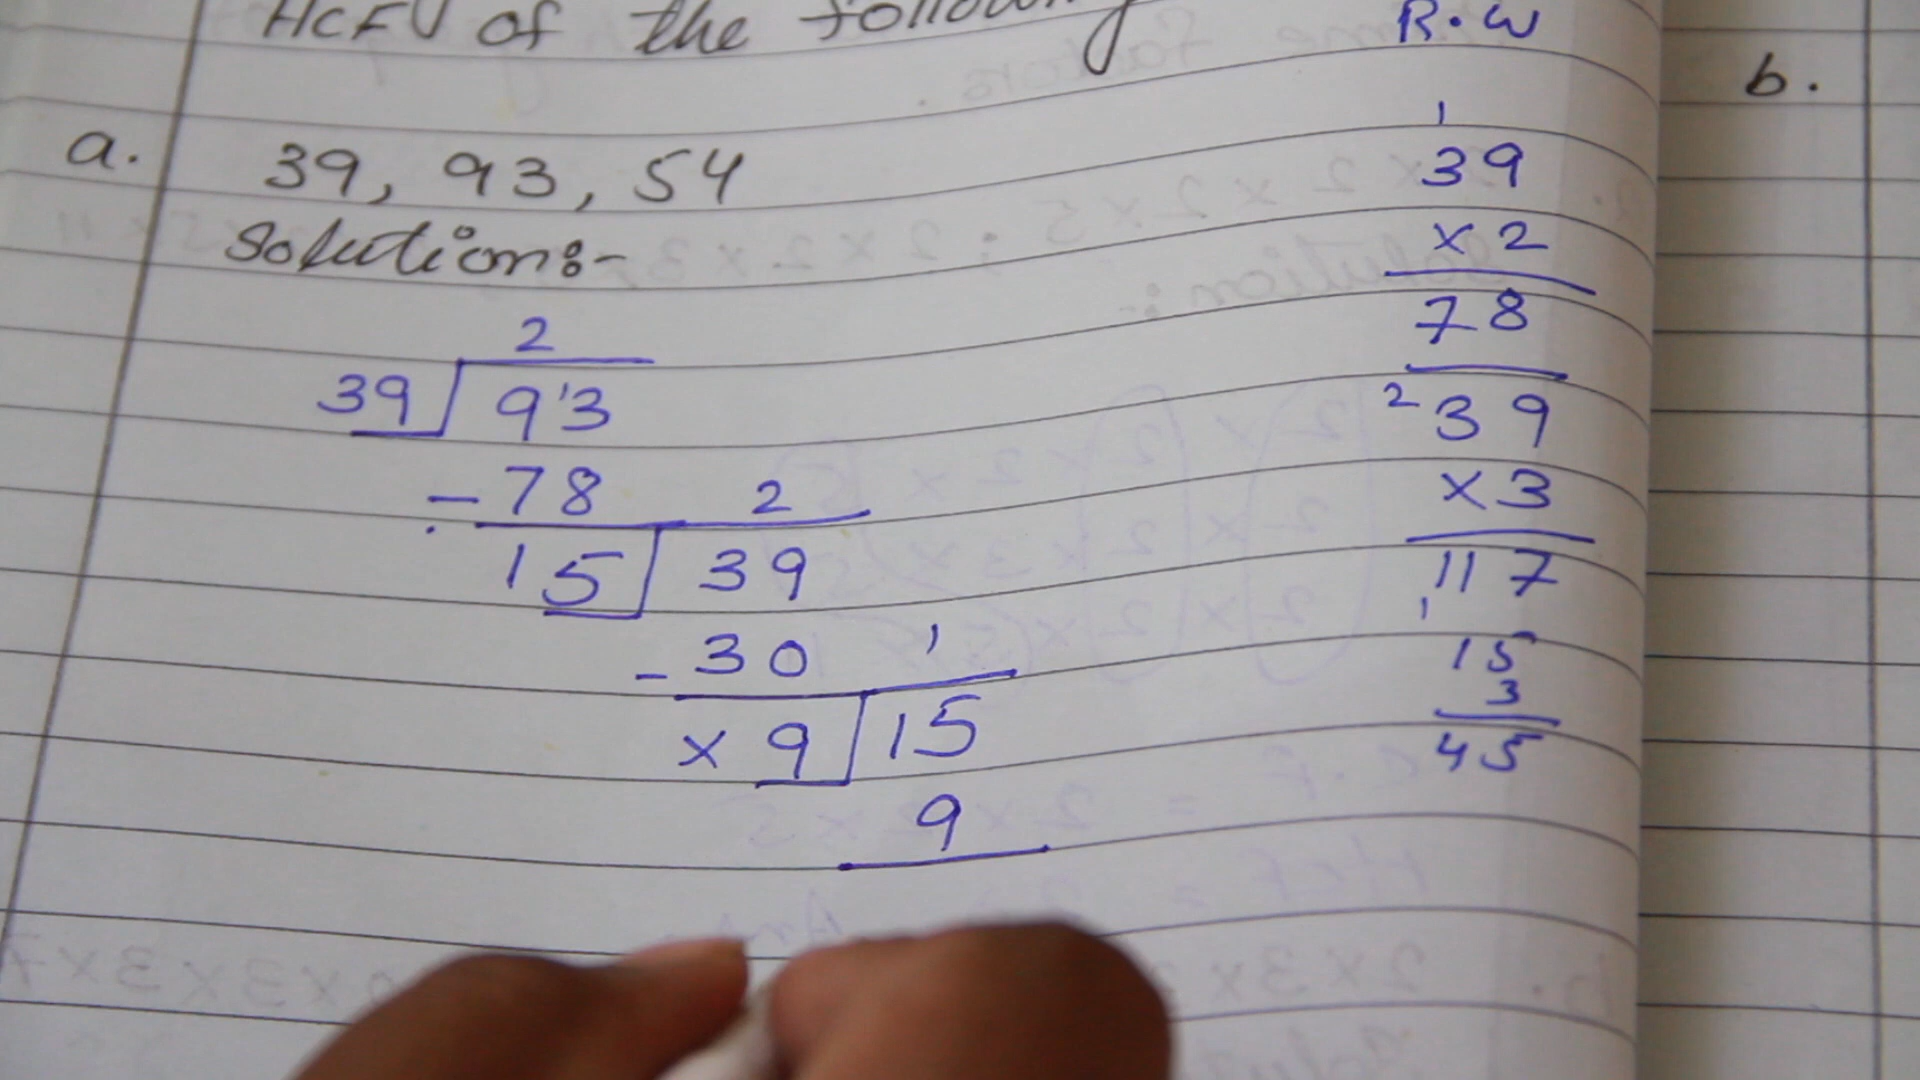 HCF of the following
R.W
b.
a. 39, 93, 54
Solution:-
2
39 93
- 78 2
15 39
- 30 1
x 9 15
9
1
39
x 2
78
2 39
x 3
117
1
15
3
45